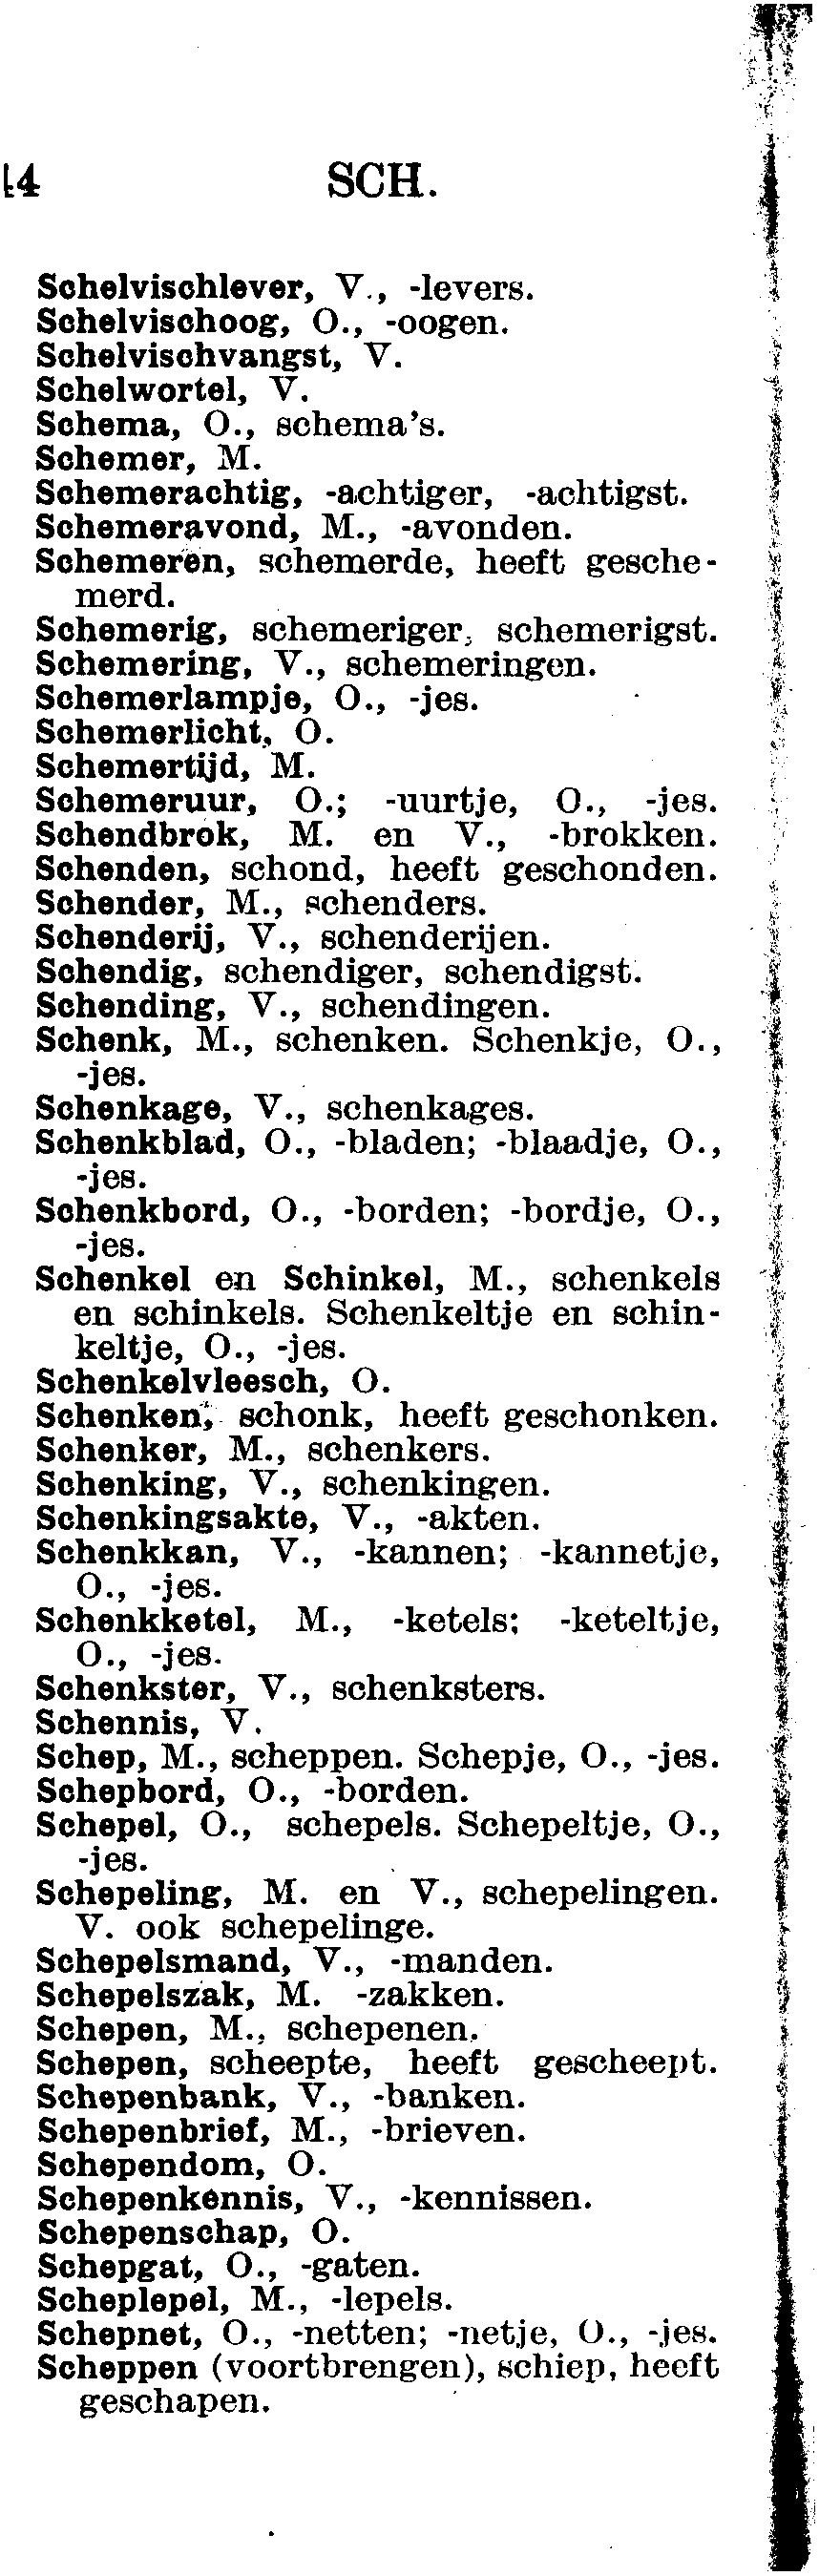 14 SCH.
Schelvischlever, V., -levers.
Schelvischoog, O., -oogen.
Schelvischvangst, V.
Schelwortel, V.
Schema, O., schema's.
Schemer, M.
Schemerachtig, -achtiger, -achtigst.
Schemeravond, M., -avonden.
Schemeren, schemerde, heeft gesche-
merd.
Schemerig, schemeriger, schemerigst.
Schemering, V., schemeringen.
Schemerlampje, O., -jes.
Schemerlicht, O.
Schemertijd, M.
Schemeruur, O.; -uurtje, O., -jes.
Schendbrok, M. en V., -brokken.
Schenden, schond, heeft geschonden.
Schender, M., schenders.
Schenderij, V., schenderijen.
Schendig, schendiger, schendigst.
Schending, V., schendingen.
Schenk, M., schenken. Schenkje, O.,
-jes.
Schenkage, V., schenkages.
Schenkblad, O., -bladen; -blaadje, O.,
-jes.
Schenkbord, O., -borden; -bordje, O.,
-jes.
Schenkel en Schinkel, M., schenkels
en schinkels. Schenkeltje en schin-
keltje, O., -jes.
Schenkelvleesch, O.
Schenken, schonk, heeft geschonken.
Schenker, M., schenkers.
Schenking, V., schenkingen.
Schenkingsakte, V., -akten.
Schenkkan, V., -kannen; -kannetje,
O., -jes.
Schenkketel, M., -ketels; -keteltje,
O., -jes.
Schenkster, V., schenksters.
Schennis, V.
Schep, M., scheppen. Schepje, O., -jes.
Schepbord, O., -borden.
Schepel, O., schepels. Schepeltje, O.,
-jes.
Schepeling, M. en V., schepelingen.
V. ook schepelinge.
Schepelsmand, V., -manden.
Schepelszak, M. -zakken.
Schepen, M., schepenen.
Schepen, scheepte, heeft gescheept.
Schepenbank, V., -banken.
Schepenbrief, M., -brieven.
Schependom, O.
Schepenkennis, V., -kennissen.
Schepenschap, O.
Schepgat, O., -gaten.
Scheplepel, M., -lepels.
Schepnet, O., -netten; -netje, O., -jes.
Scheppen (voortbrengen), schiep, heeft
geschapen.